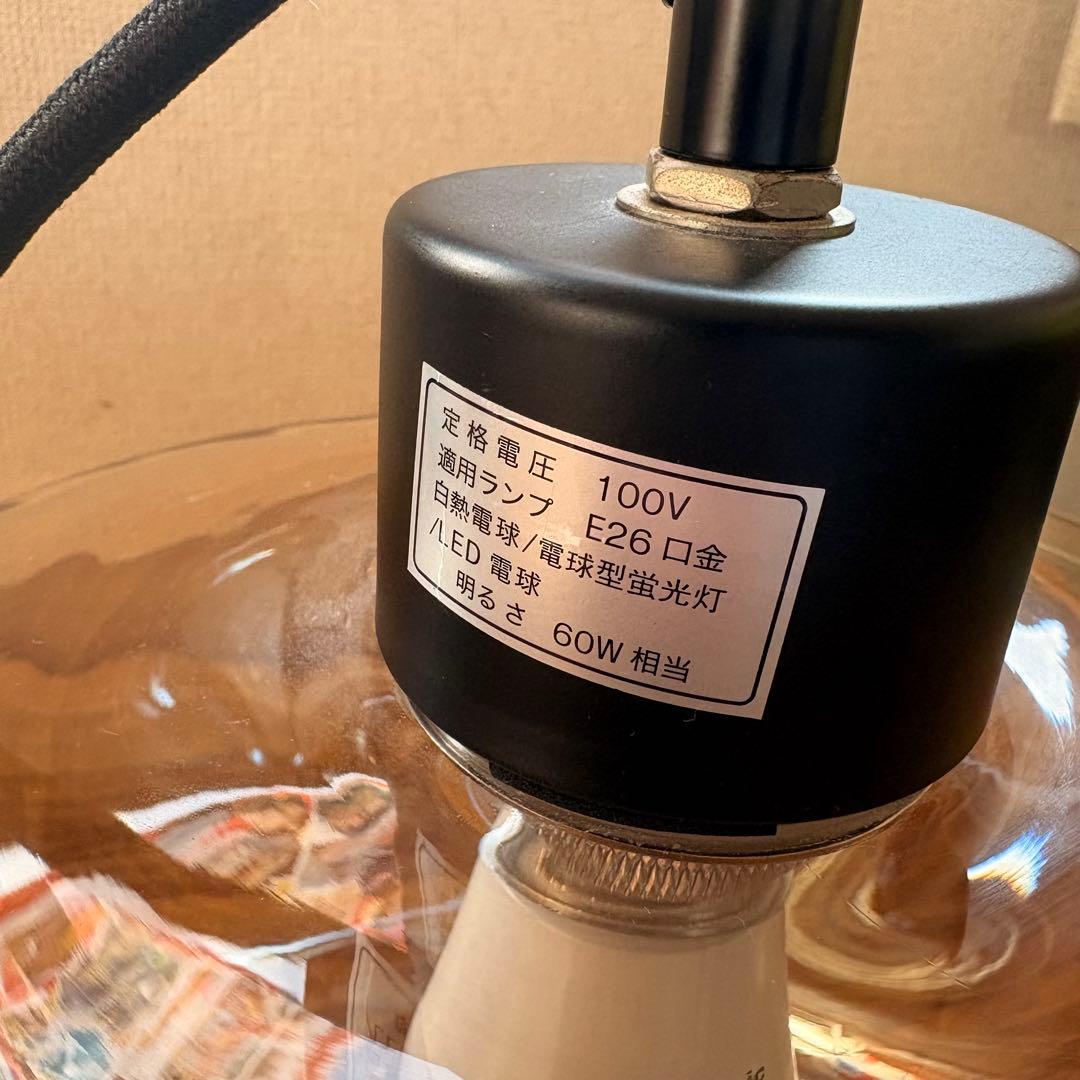 定格電圧 100V
適用ランプ E26 口金
白熱電球/電球型蛍光灯
/LED 電球
明るさ 60W 相当